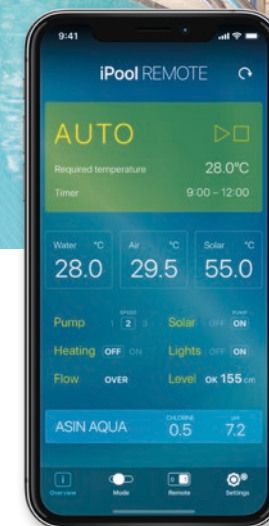 9:41
iPool REMOTE
AUTO
Required temperature 28.0°C
Timer 9:00 – 12:00
Water °C Air °C Solar °C
28.0 29.5 55.0
SPEED PUMP
Pump 1 2 3 Solar OFF ON
Heating OFF ON Lights OFF ON
Flow OVER Level OK 155 cm
CHLORINE pH
ASIN AQUA 0.5 7.2
Overview Mode Remote Settings